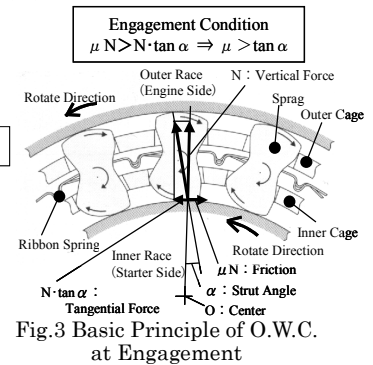 Engagement Condition
μ N>N·tan α ⇒ μ >tan α
Outer Race
(Engine Side)
N：Vertical Force
Rotate Direction
Sprag
Outer Cage
Ribbon Spring
Inner Race
(Starter Side)
Inner Cage
Rotate Direction
μ N：Friction
N·tan α：
Tangential Force
α：Strut Angle
O：Center
Fig.3 Basic Principle of O.W.C.
at Engagement